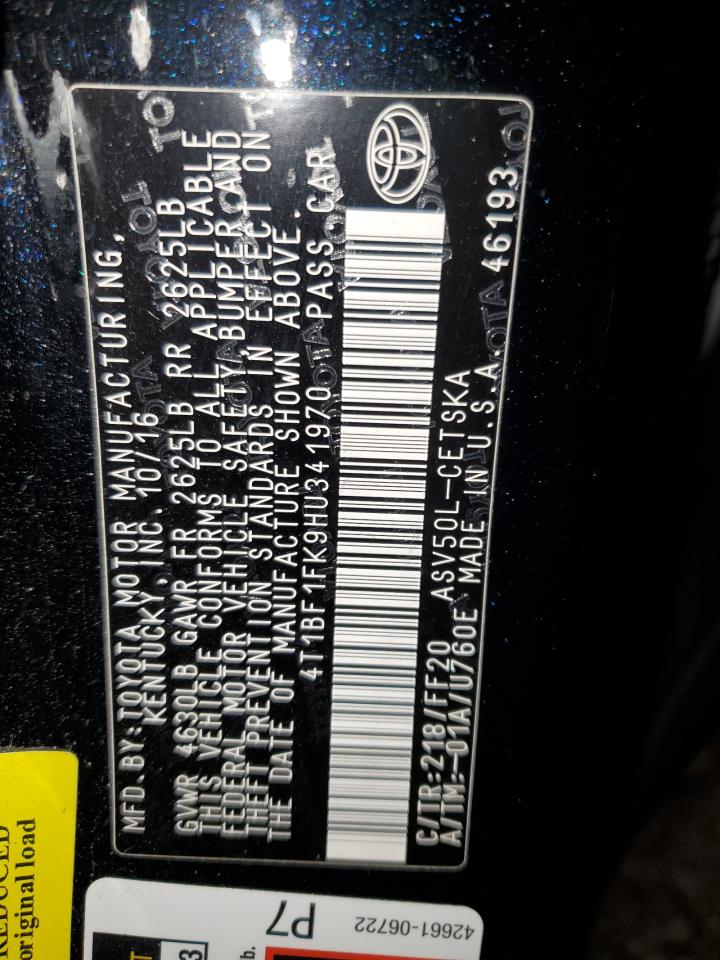 MFD. BY: TOYOTA MOTOR MANUFACTURING,
KENTUCKY, INC. 10/16
GVWR 4630LB GAWR FR 2625LB RR 2625LB
THIS VEHICLE CONFORMS TO ALL APPLICABLE
FEDERAL MOTOR VEHICLE SAFETY, BUMPER, AND
THEFT PREVENTION STANDARDS IN EFFECT ON
THE DATE OF MANUFACTURE SHOWN ABOVE.
4T1BF1FK9HU341970 PASS. CAR
C/TR: 218/FF20 ASV50L-CETSKA
A/TM: -01A/U760E MADE IN U.S.A. 46193
original load
P7
42661-06722